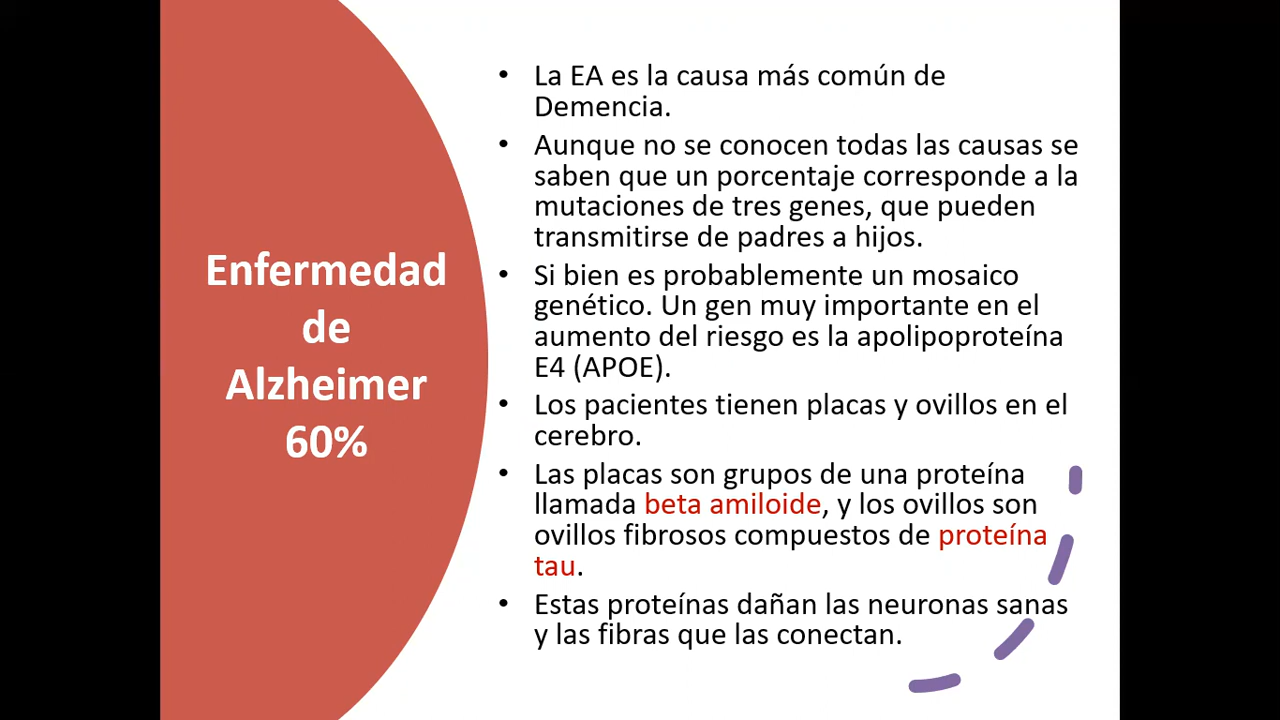 Enfermedad
de
Alzheimer
60%
• La EA es la causa más común de
Demencia.
• Aunque no se conocen todas las causas se
saben que un porcentaje corresponde a la
mutaciones de tres genes, que pueden
transmitirse de padres a hijos.
• Si bien es probablemente un mosaico
genético. Un gen muy importante en el
aumento del riesgo es la apolipoproteína
E4 (APOE).
• Los pacientes tienen placas y ovillos en el
cerebro.
• Las placas son grupos de una proteína
llamada beta amiloide, y los ovillos son
ovillos fibrosos compuestos de proteína
tau.
• Estas proteínas dañan las neuronas sanas
y las fibras que las conectan.